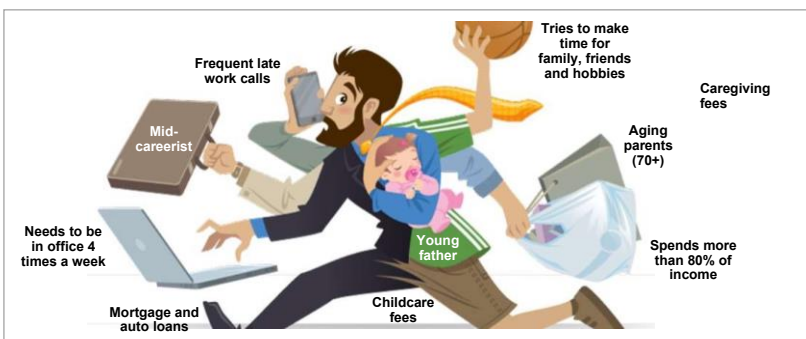 Tries to make
time for
family, friends
and hobbies
Frequent late
work calls
Caregiving
fees
Mid-
careerist
Aging
parents
(70+)
Needs to be
in office 4
times a week
Young
father
Spends more
than 80% of
income
Childcare
fees
Mortgage and
auto loans